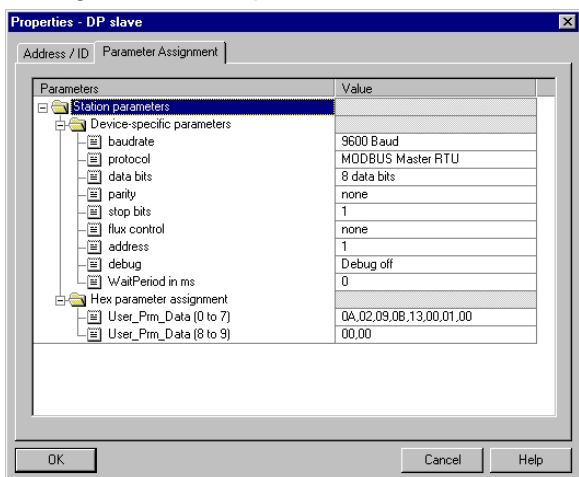 Properties - DP slave
Address / ID Parameter Assignment
Parameters Value
Station parameters
Device-specific parameters
baudrate 9600 Baud
protocol MODBUS Master RTU
data bits 8 data bits
parity none
stop bits 1
flux control none
address 1
debug Debug off
WaitPeriod in ms 0
Hex parameter assignment
User_Prm_Data (0 to 7) 0A,02,09,0B,13,00,01,00
User_Prm_Data (8 to 9) 00,00
OK Cancel Help